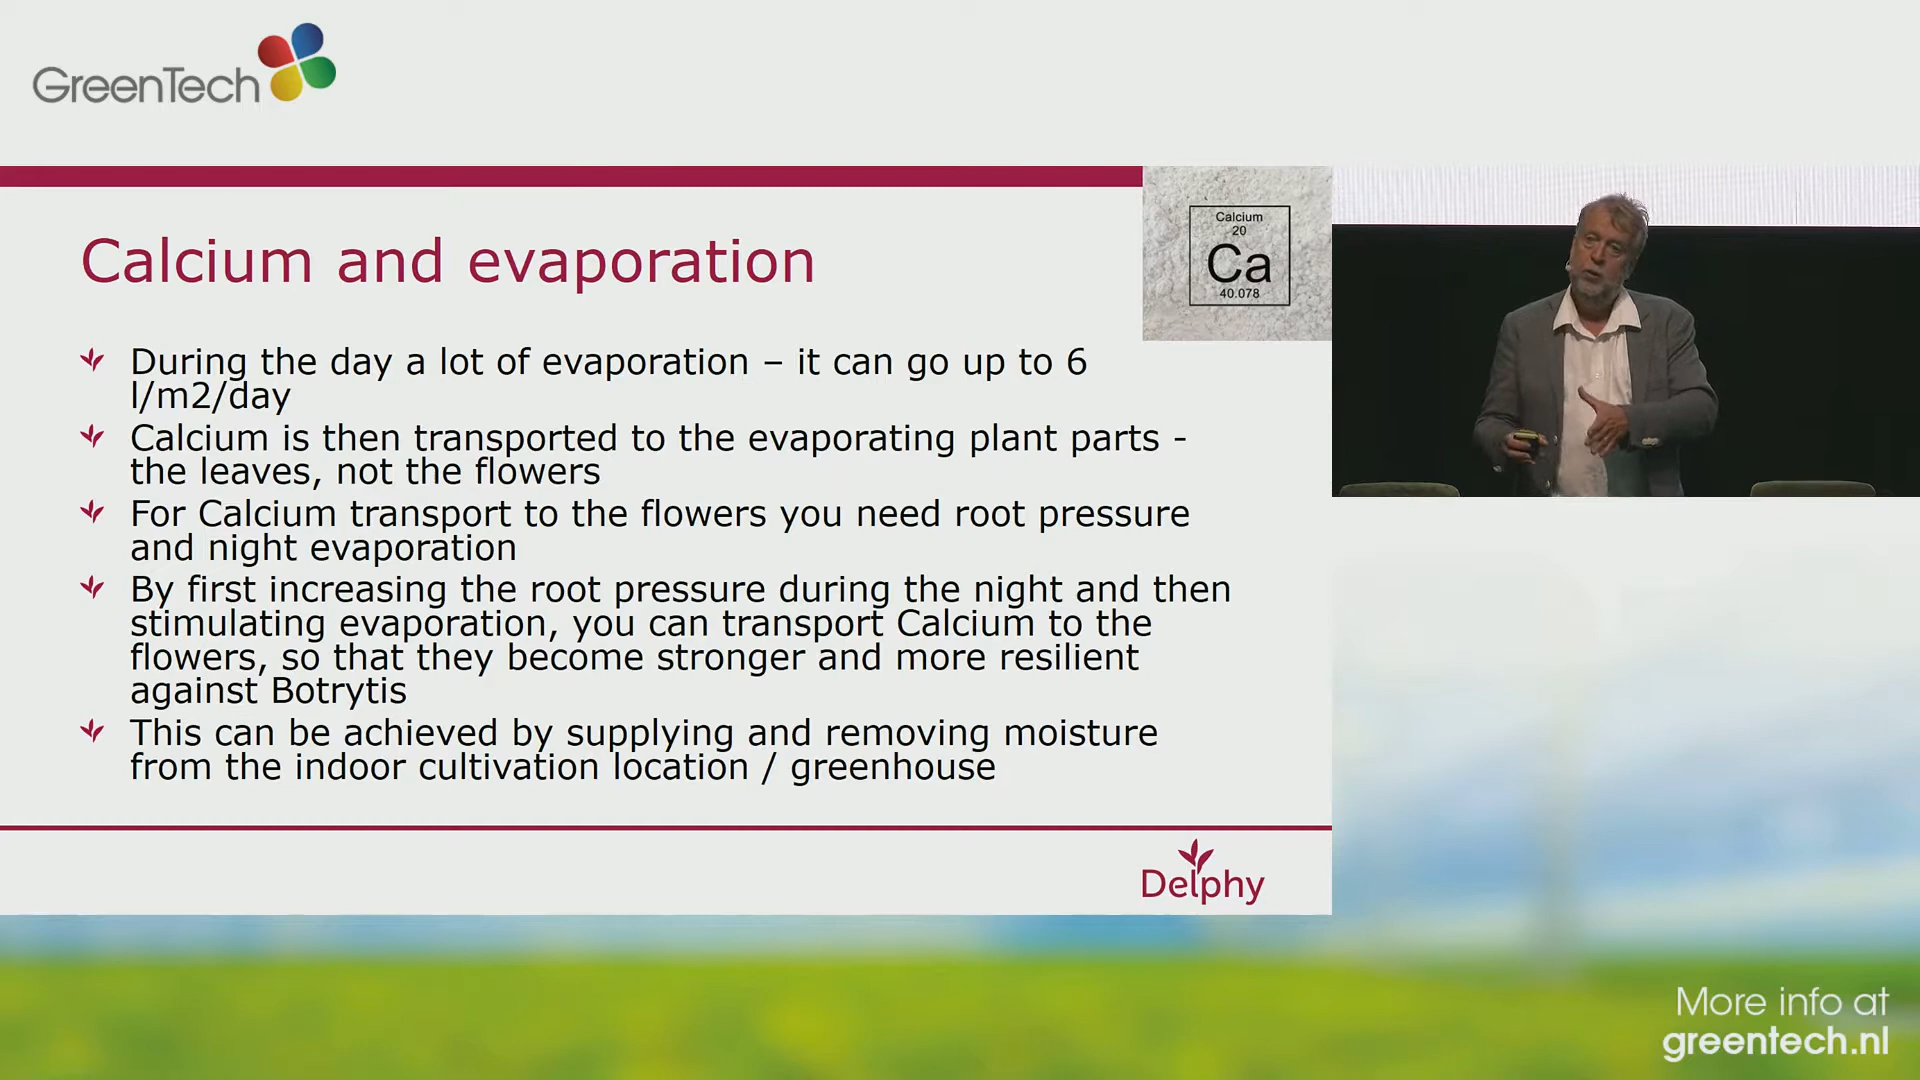 GreenTech
Calcium
20
Ca
40.078
Calcium and evaporation
During the day a lot of evaporation – it can go up to 6
l/m2/day
Calcium is then transported to the evaporating plant parts -
the leaves, not the flowers
For Calcium transport to the flowers you need root pressure
and night evaporation
By first increasing the root pressure during the night and then
stimulating evaporation, you can transport Calcium to the
flowers, so that they become stronger and more resilient
against Botrytis
This can be achieved by supplying and removing moisture
from the indoor cultivation location / greenhouse
Delphy
More info at
greentech.nl